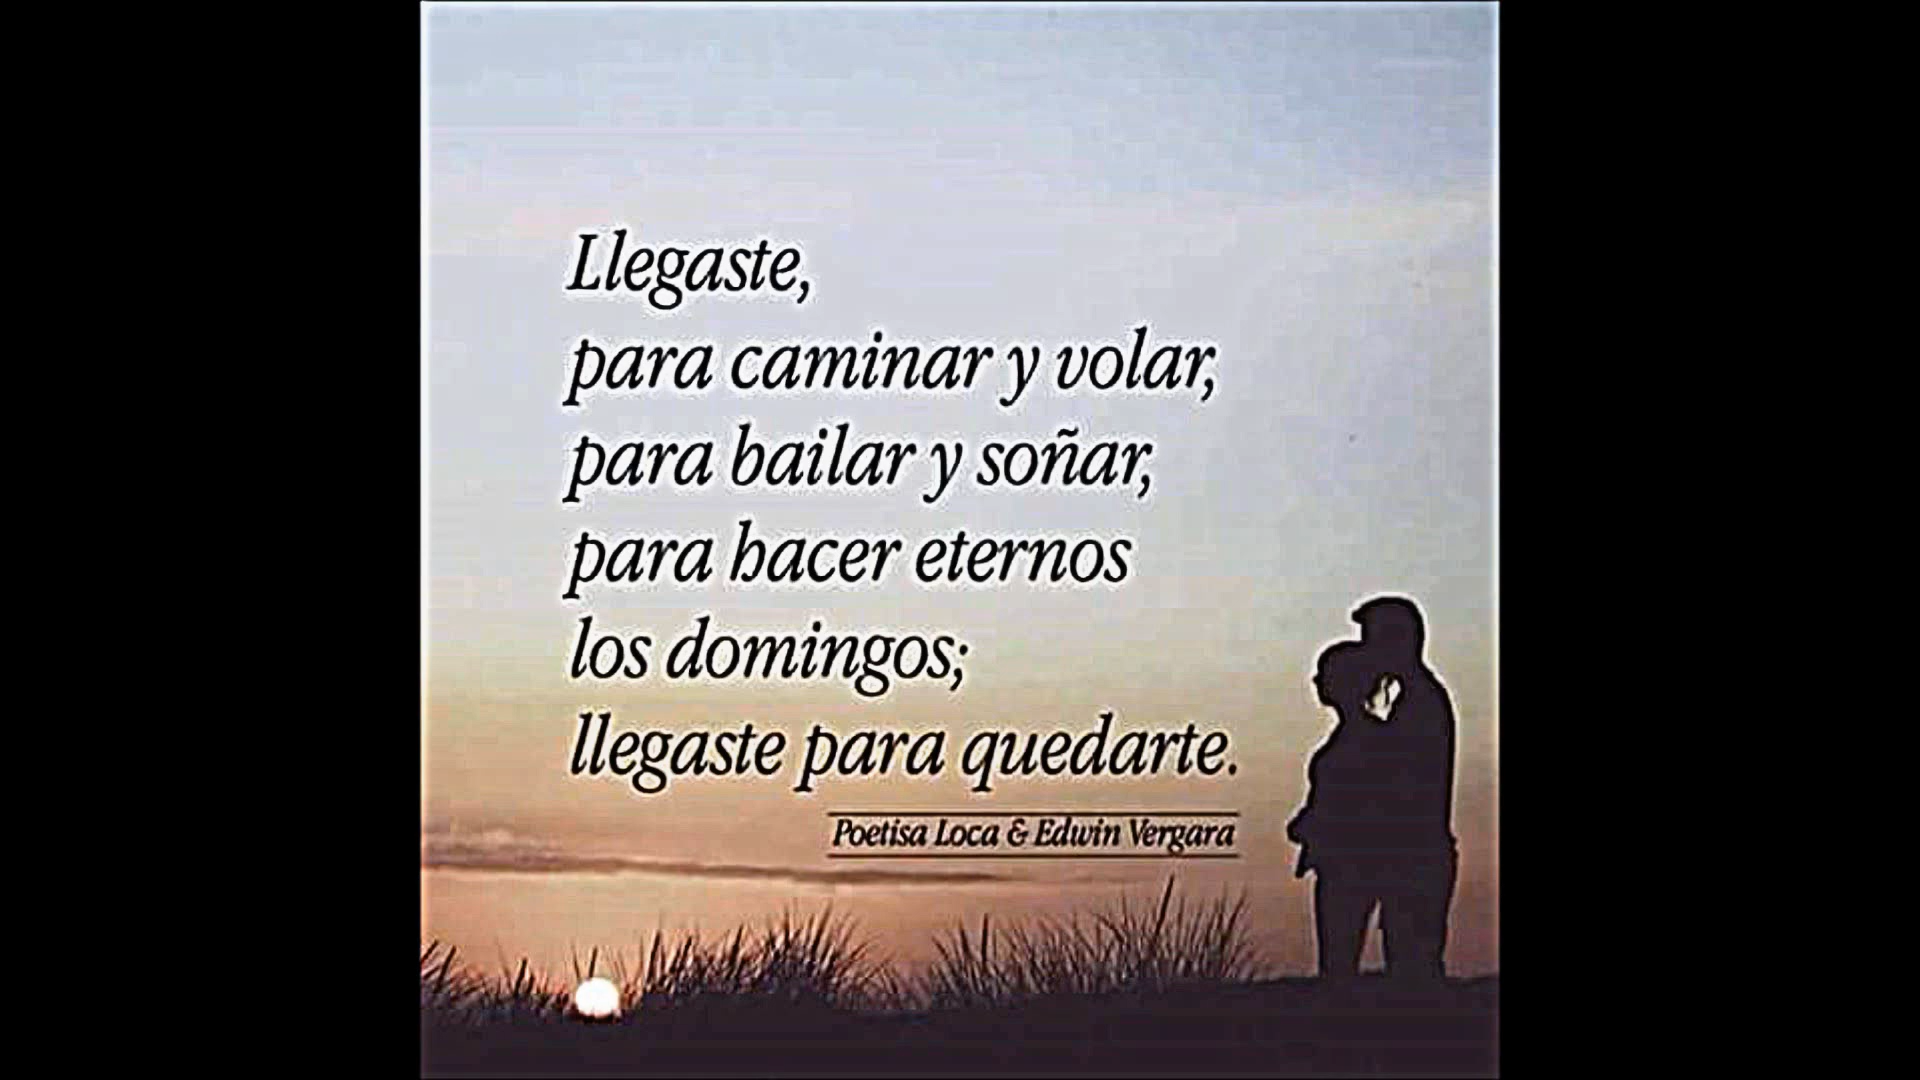 Llegaste,
para caminar y volar,
para bailar y soñar,
para hacer eternos
los domingos;
llegaste para quedarte.
Poetisa Loca & Edwin Vergara